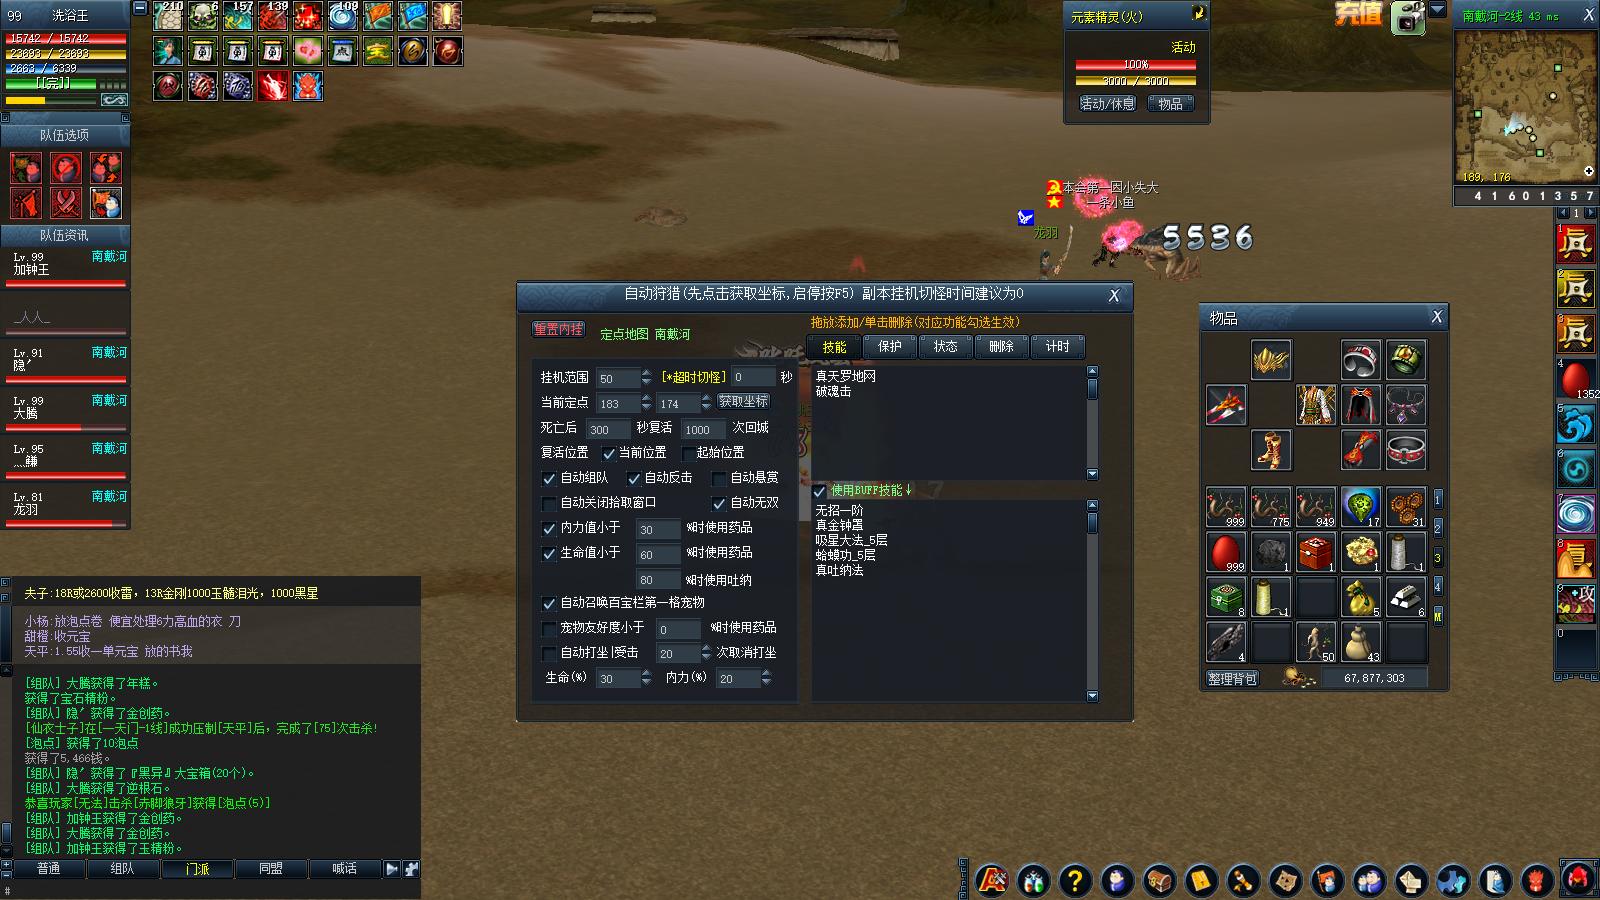 99 洗浴王
15742 / 15742
23693 / 23693
2663 / 6339
[[完]]
210 6 157 139 109
队伍选项
队伍资讯
Lv.99 南戴河
加钟王
_人人_
Lv.91 南戴河
隐′
Lv.99 南戴河
大腾
Lv.95 南戴河
Lv.81 南戴河
龙羽
元素精灵(火)
活动
100%
3000 / 3000
活动/休息 物品
充值
南戴河-2线 43 ms X
189, 176
4 1 6 0 1 3 5 7
本会第一因小失大
一条小鱼
龙羽
5536
自动狩猎(先点击获取坐标,启停按F5) 副本挂机切怪时间建议为0 X
重置内挂 定点地图 南戴河
拖放添加/单击删除(对应功能勾选生效)
技能 保护 状态 删除 计时
挂机范围 50 [*超时切怪] 0 秒
当前定点 183 174 获取坐标
死亡后 300 秒复活 1000 次回城
复活位置 当前位置 起始位置
自动组队 自动反击 自动悬赏
自动关闭拾取窗口 自动无双
内力值小于 30 %时使用药品
生命值小于 60 %时使用药品
80 %时使用吐纳
自动召唤百宝栏第一格宠物
宠物友好度小于 0 %时使用药品
自动打坐|受击 20 次取消打坐
生命(%) 30 内力(%) 20
真天罗地网
破魂击
使用BUFF技能↓
无招一阶
真金钟罩
吸星大法_5层
蛤蟆功_5层
真吐纳法
物品 X
999 775 949 17 31
999 1 1 1 1
8 1 5 6
4 50 43
1
2
3
4
M
整理背包 67,877,303
1
1
2
3
4 1352
5
6
7
8
9 攻
0
夫子:18R或2600收雷,13R金刚1000玉髓泪光,1000黑星
小杨:放泡点卷 便宜处理6力高血的衣 刀
甜橙:收元宝
天平:1.55收一单元宝 放的书我
[组队] 大腾获得了年糕。
获得了宝石精粉。
[组队] 隐′获得了金创药。
[仙衣士子]在[一天门-1线]成功压制[天平]后, 完成了[75]次击杀!
[泡点] 获得了10泡点
获得了5,466钱。
[组队] 隐′获得了『黑异』大宝箱(20个)。
[组队] 大腾获得了逆根石。
恭喜玩家[无法]击杀[赤脚狼牙]获得[泡点(5)]
[组队] 加钟王获得了金创药。
[组队] 大腾获得了金创药。
[组队] 加钟王获得了玉精粉。
普通 组队 门派 同盟 喊话
#